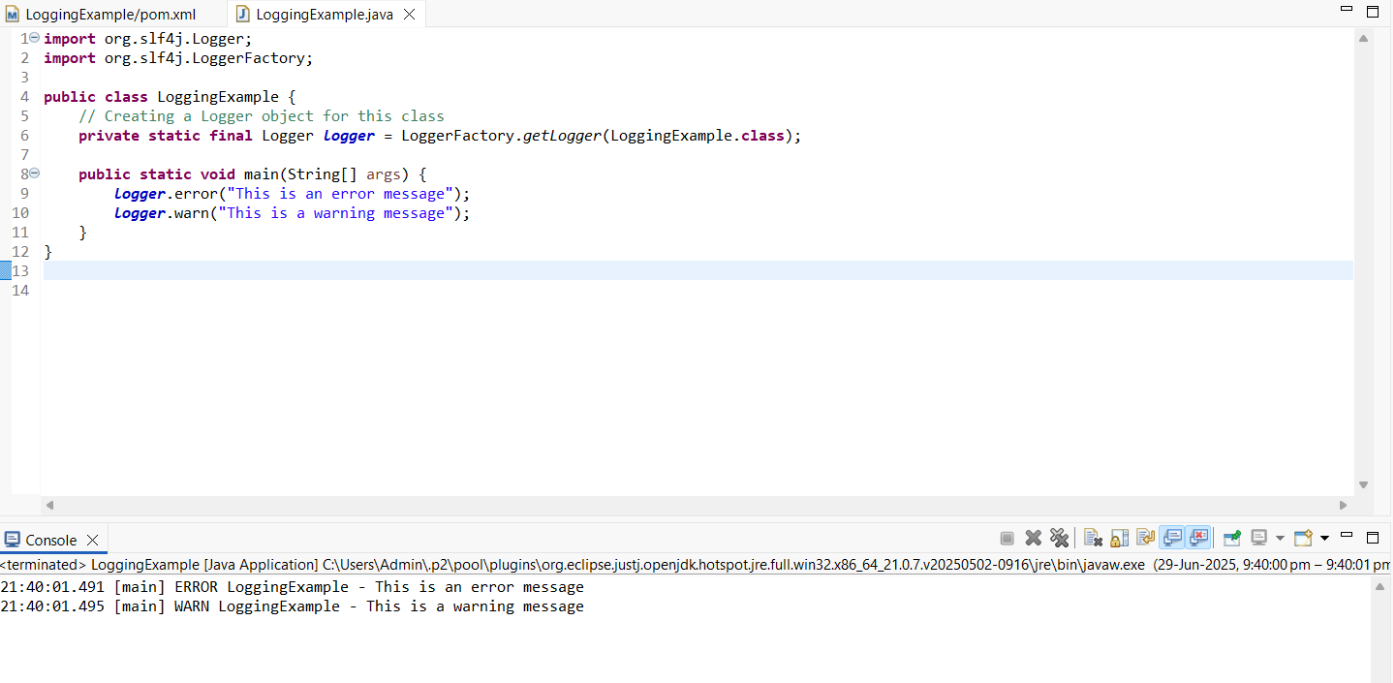 LoggingExample/pom.xml LoggingExample.java
1 import org.slf4j.Logger;
2 import org.slf4j.LoggerFactory;
3
4 public class LoggingExample {
5     // Creating a Logger object for this class
6     private static final Logger logger = LoggerFactory.getLogger(LoggingExample.class);
7
8     public static void main(String[] args) {
9         logger.error("This is an error message");
10         logger.warn("This is a warning message");
11     }
12 }
13
14
Console
<terminated> LoggingExample [Java Application] C:\Users\Admin\.p2\pool\plugins\org.eclipse.justj.openjdk.hotspot.jre.full.win32.x86_64_21.0.7.v20250502-0916\jre\bin\javaw.exe (29-Jun-2025, 9:40:00 pm – 9:40:01 pm
21:40:01.491 [main] ERROR LoggingExample - This is an error message
21:40:01.495 [main] WARN LoggingExample - This is a warning message